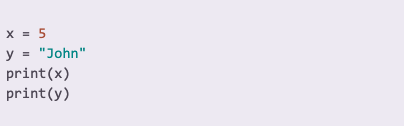 x = 5
y = "John"
print(x)
print(y)